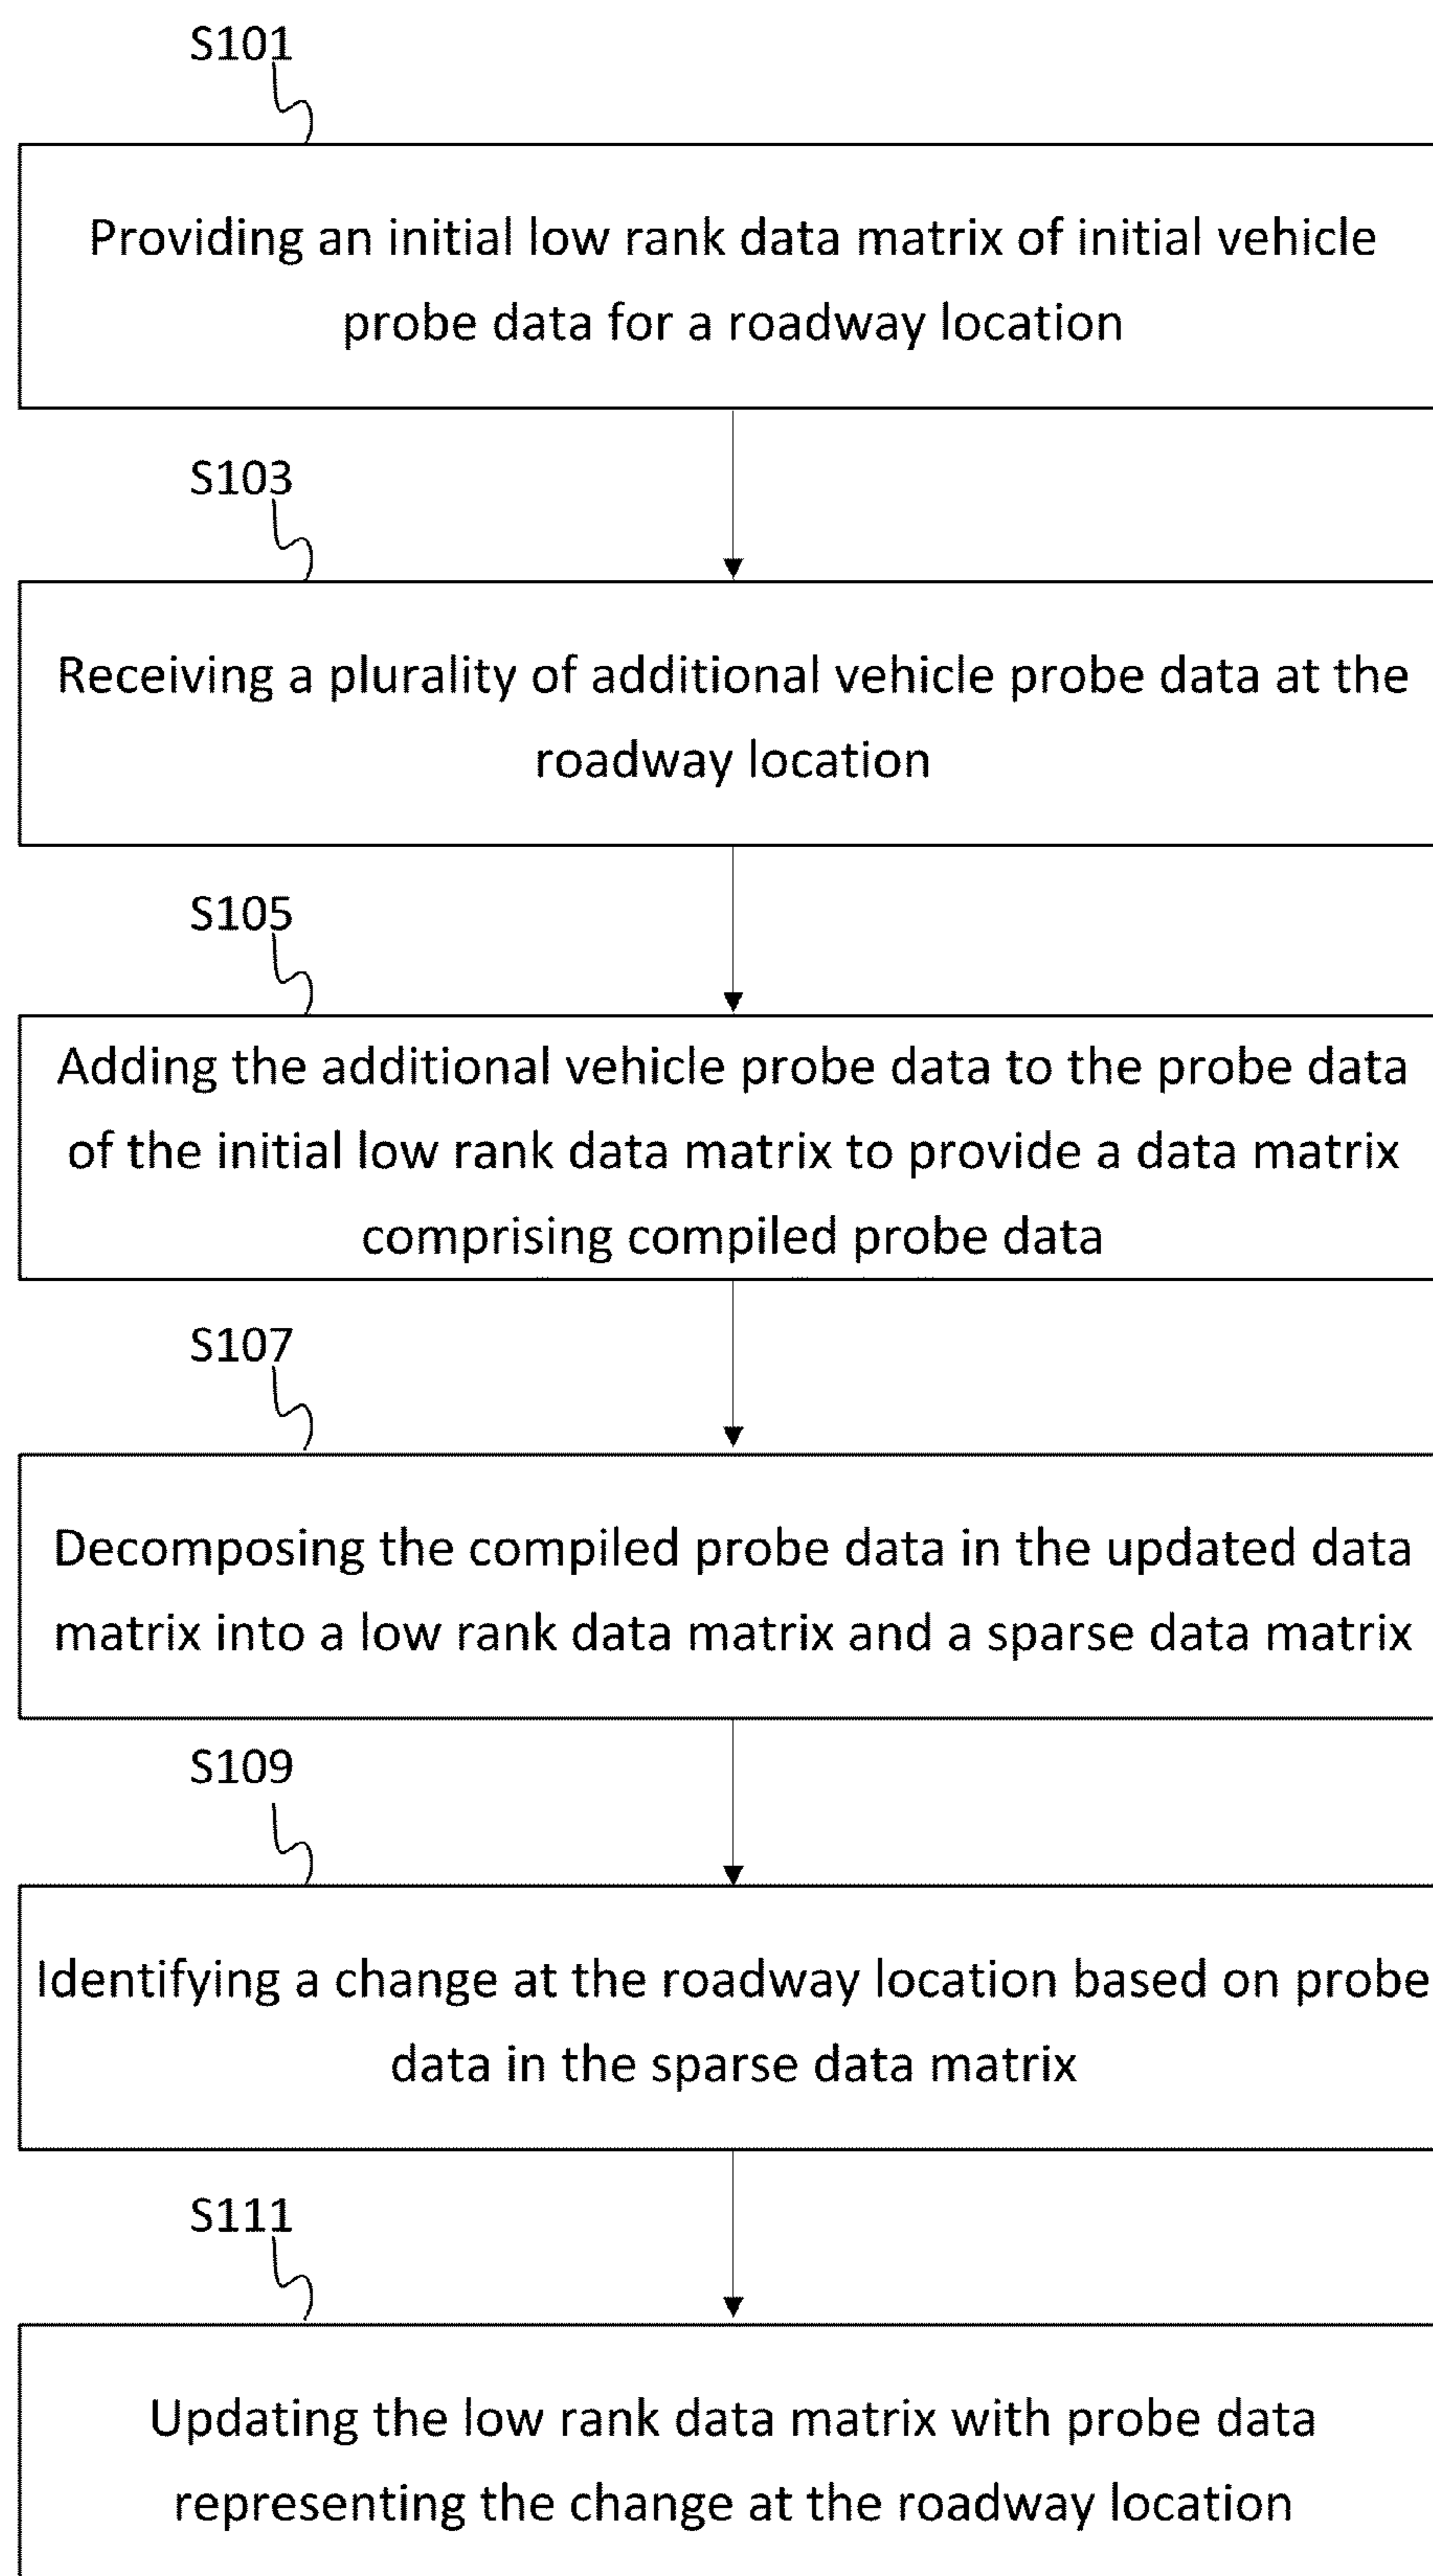 S101
Providing an initial low rank data matrix of initial vehicle
probe data for a roadway location
S103
Receiving a plurality of additional vehicle probe data at the
roadway location
S105
Adding the additional vehicle probe data to the probe data
of the initial low rank data matrix to provide a data matrix
comprising compiled probe data
S107
Decomposing the compiled probe data in the updated data
matrix into a low rank data matrix and a sparse data matrix
S109
Identifying a change at the roadway location based on probe
data in the sparse data matrix
S111
Updating the low rank data matrix with probe data
representing the change at the roadway location